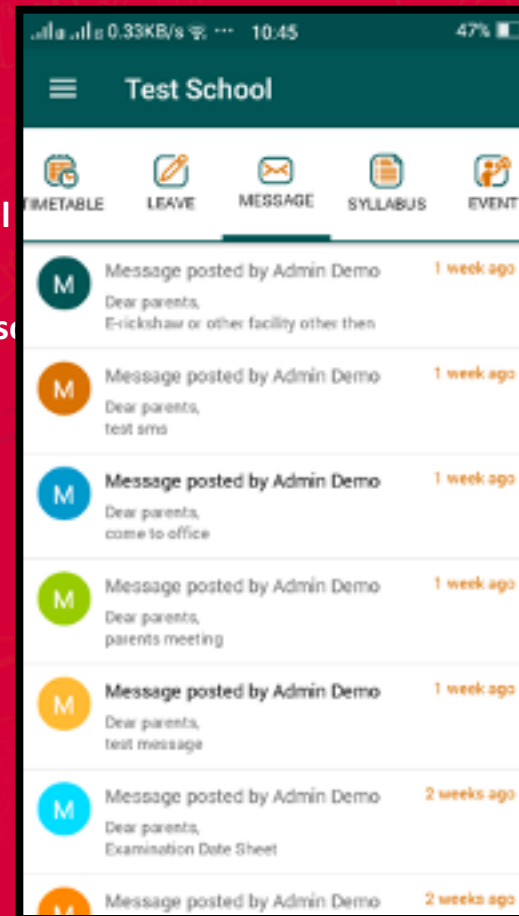 0.33KB/s ··· 10:45 47%
Test School
TIMETABLE LEAVE MESSAGE SYLLABUS EVENT
M Message posted by Admin Demo 1 week ago
Dear parents,
E-rickshaw or other facility other then
M Message posted by Admin Demo 1 week ago
Dear parents,
test sms
M Message posted by Admin Demo 1 week ago
Dear parents,
come to office
M Message posted by Admin Demo 1 week ago
Dear parents,
parents meeting
M Message posted by Admin Demo 1 week ago
Dear parents,
test message
M Message posted by Admin Demo 2 weeks ago
Dear parents,
Examination Date Sheet
M Message posted by Admin Demo 2 weeks ago